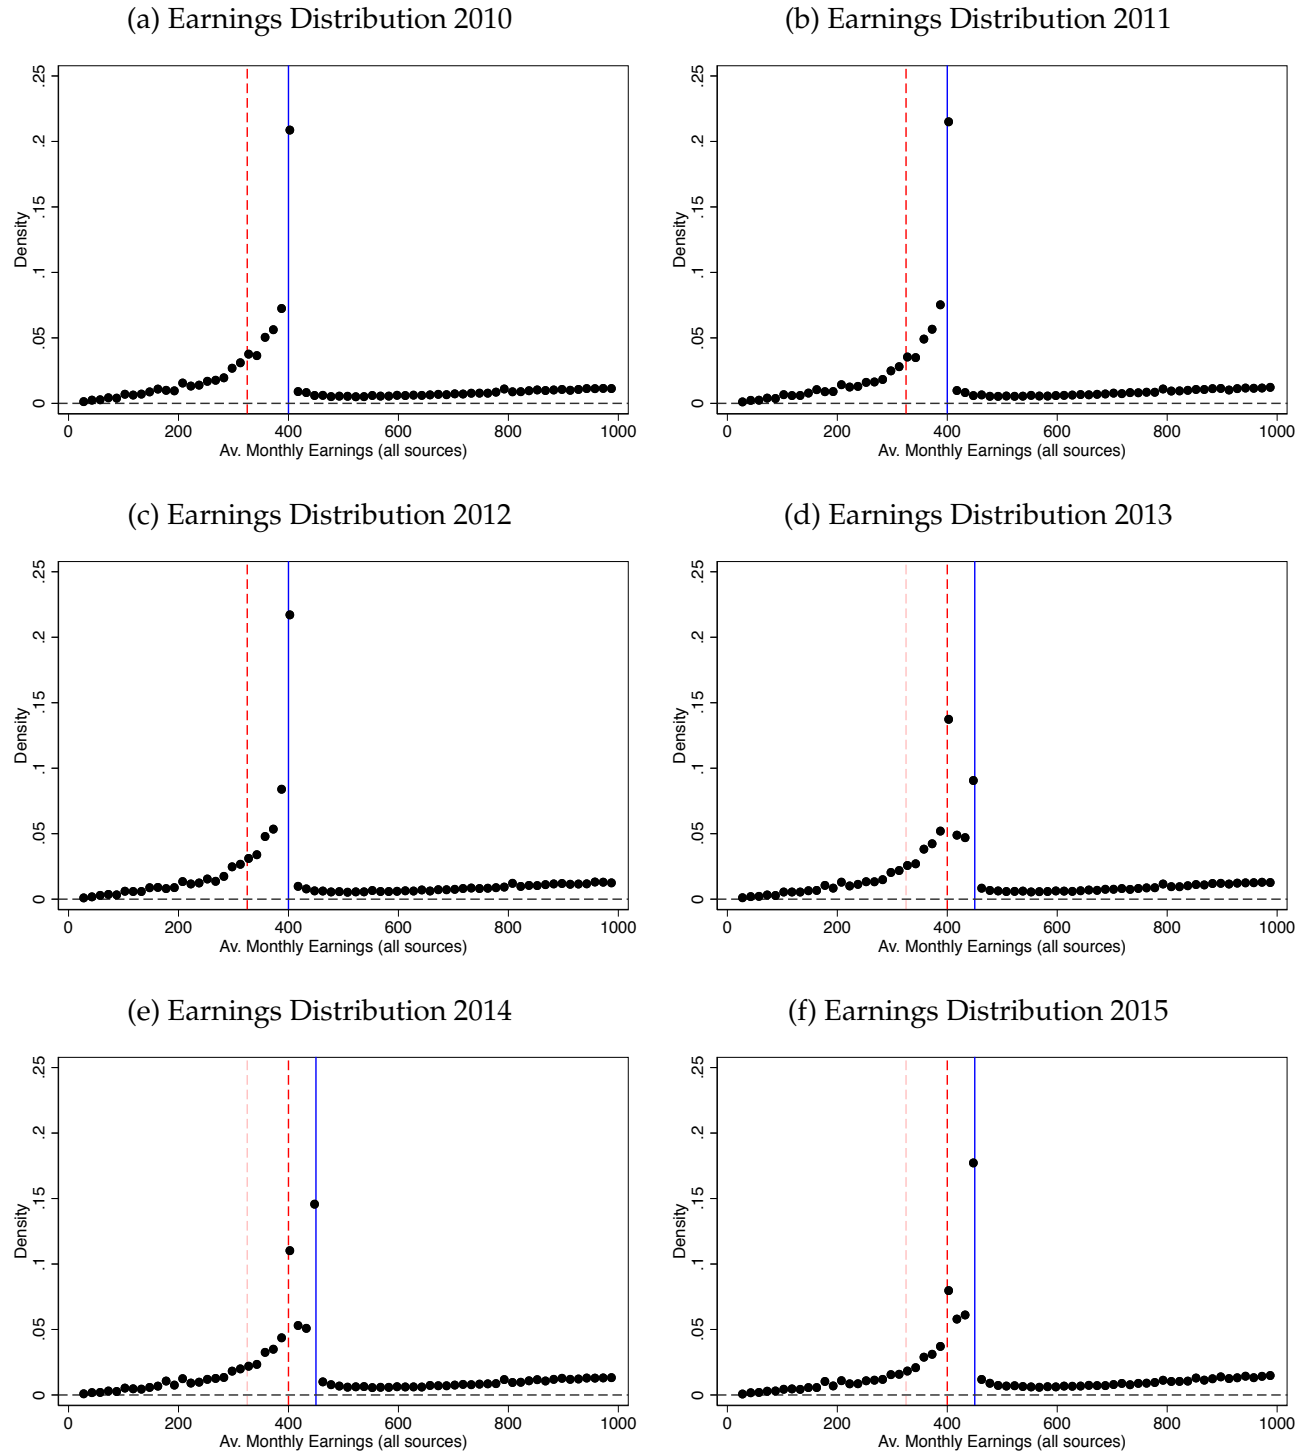 (a) Earnings Distribution 2010
.25
.2
.15
.1
.05
0
Density
0 200 400 600 800 1000
Av. Monthly Earnings (all sources)
(b) Earnings Distribution 2011
.25
.2
.15
.1
.05
0
Density
0 200 400 600 800 1000
Av. Monthly Earnings (all sources)
(c) Earnings Distribution 2012
.25
.2
.15
.1
.05
0
Density
0 200 400 600 800 1000
Av. Monthly Earnings (all sources)
(d) Earnings Distribution 2013
.25
.2
.15
.1
.05
0
Density
0 200 400 600 800 1000
Av. Monthly Earnings (all sources)
(e) Earnings Distribution 2014
.25
.2
.15
.1
.05
0
Density
0 200 400 600 800 1000
Av. Monthly Earnings (all sources)
(f) Earnings Distribution 2015
.25
.2
.15
.1
.05
0
Density
0 200 400 600 800 1000
Av. Monthly Earnings (all sources)